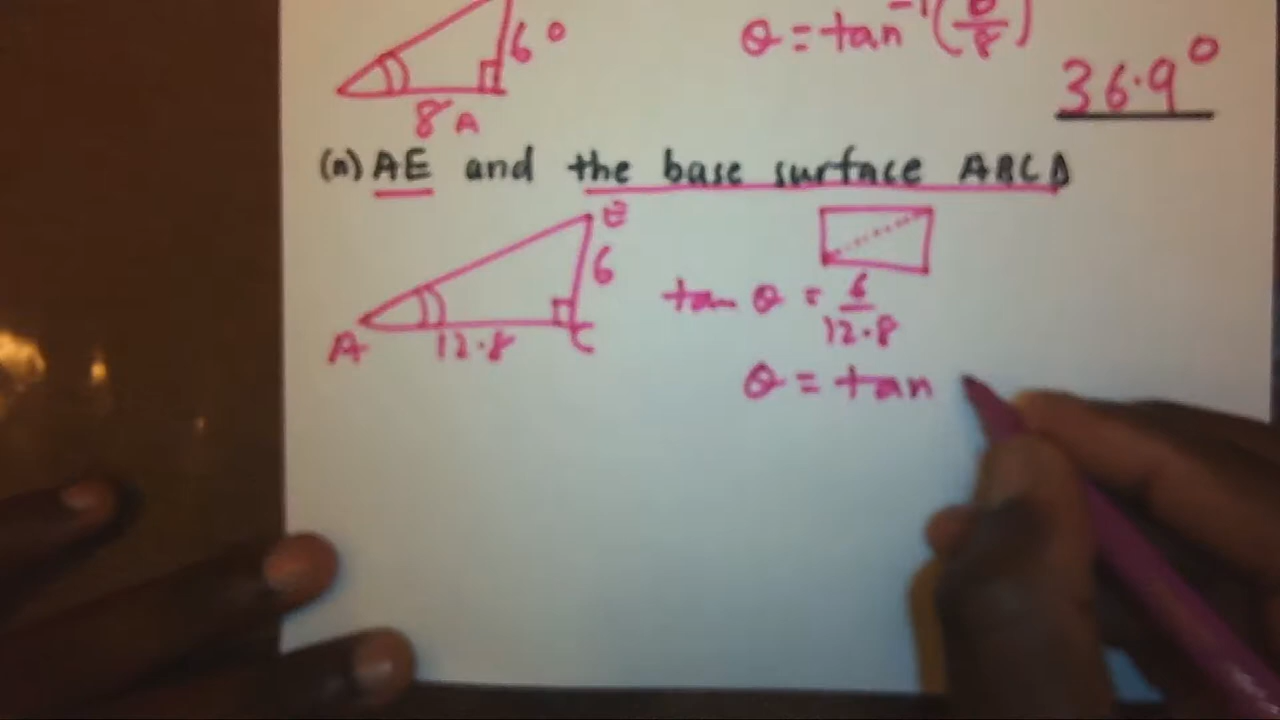 6 O
θ = tan⁻¹(6/8)
8 A
36.9°
(n) AE and the base surface ABCD
E
6
A 12.8 C
tan θ = 6/12.8
θ = tan